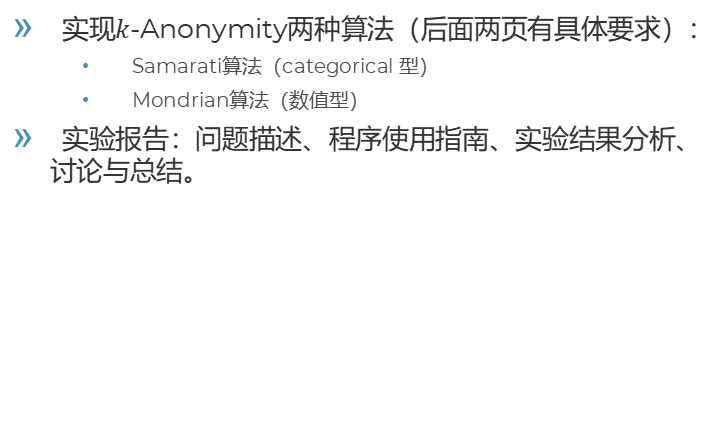 » 实现k-Anonymity两种算法（后面两页有具体要求）:
• Samarati算法（categorical 型）
• Mondrian算法（数值型）
» 实验报告：问题描述、程序使用指南、实验结果分析、
讨论与总结。